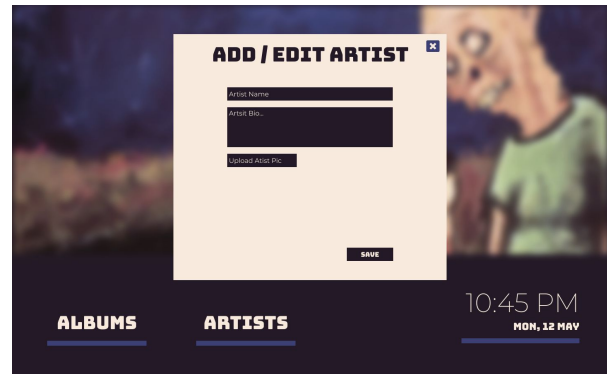 ADD / EDIT ARTIST
Artist Name
Artsit Bio...
Upload Atist Pic
SAVE
10:45 PM
ALBUMS
ARTISTS
MON, 12 MAY